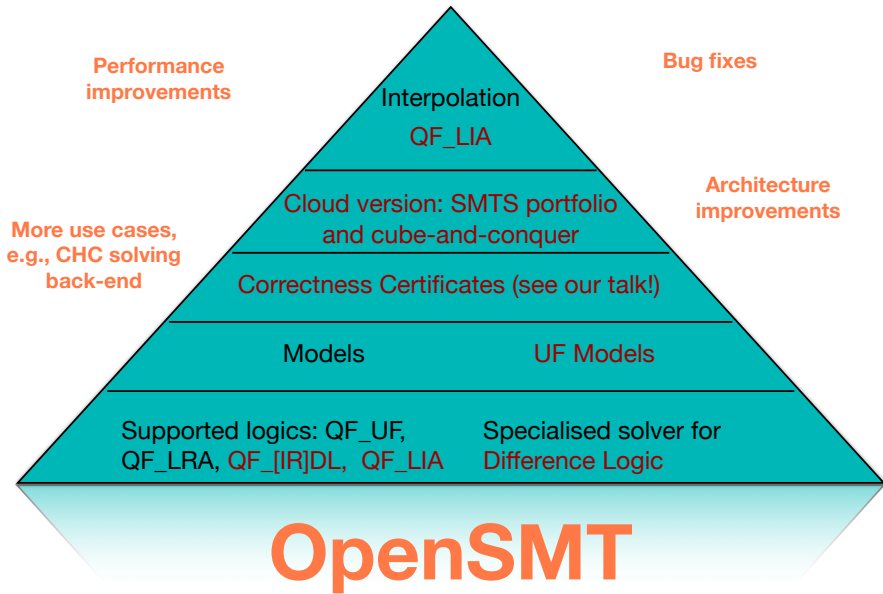 Performance
improvements
Bug fixes
Interpolation
QF_LIA
Architecture
improvements
Cloud version: SMTS portfolio
and cube-and-conquer
More use cases,
e.g., CHC solving
back-end
Correctness Certificates (see our talk!)
Models
UF Models
Supported logics: QF_UF,
QF_LRA, QF_[IR]DL, QF_LIA
Specialised solver for
Difference Logic
OpenSMT